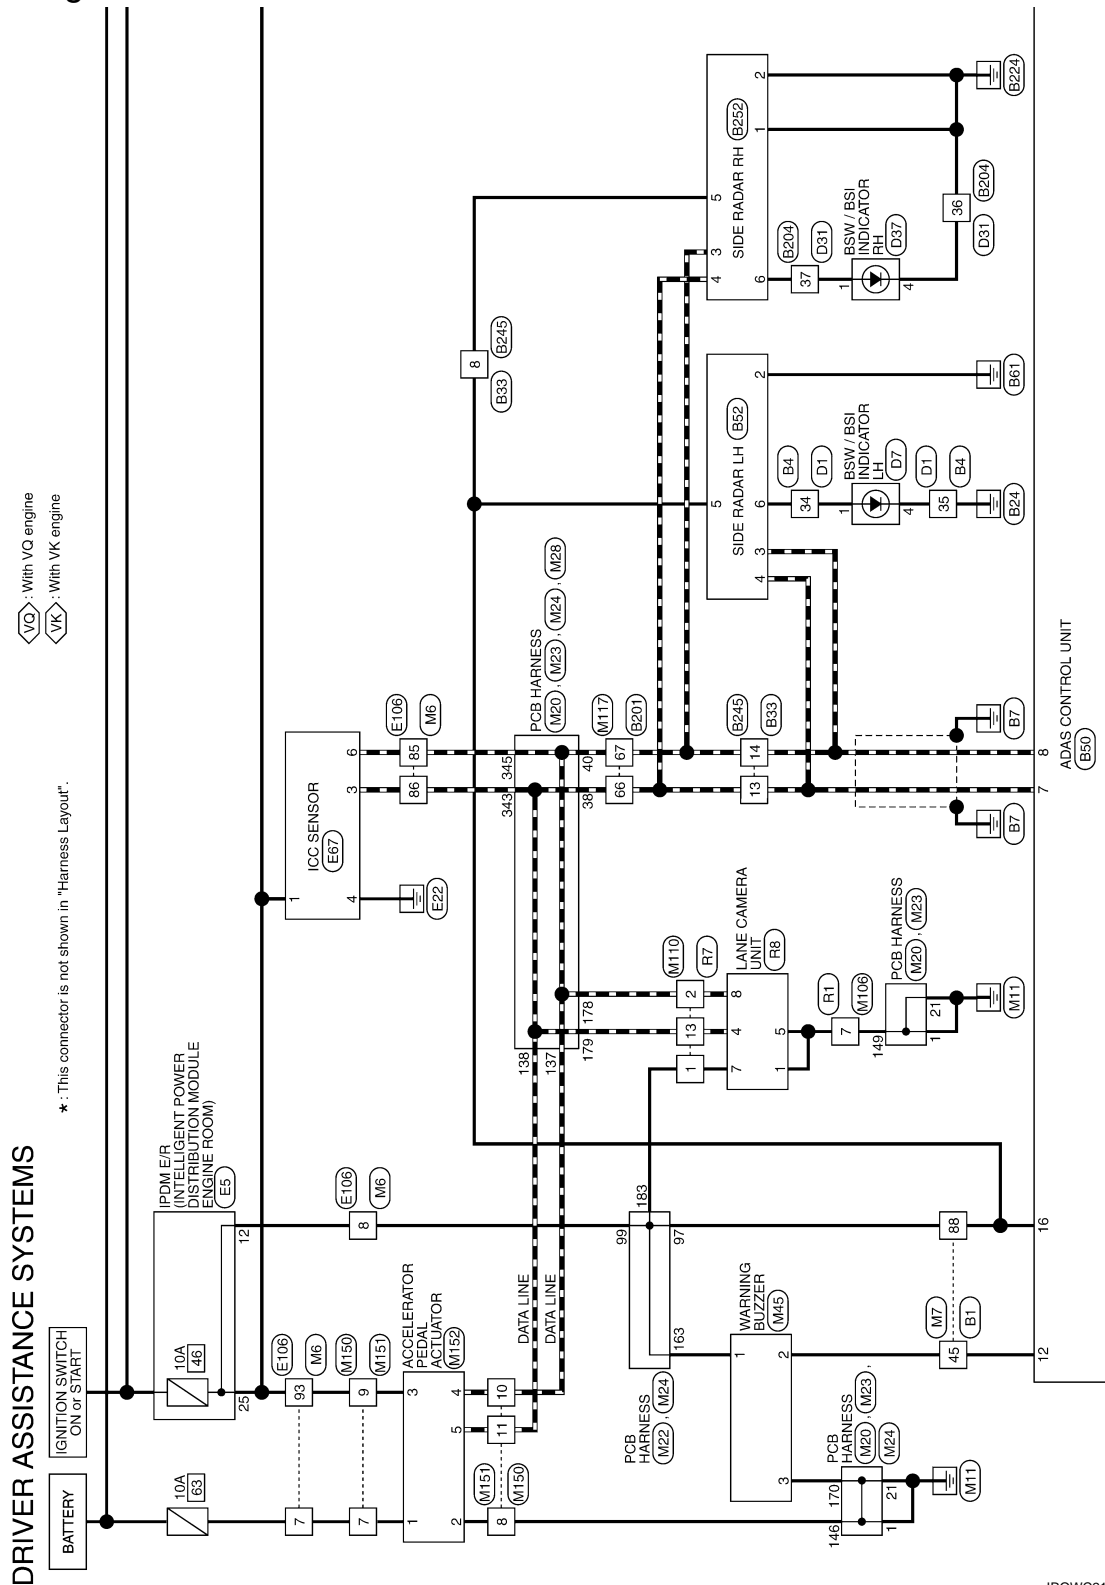 DRIVER ASSISTANCE SYSTEMS
* : This connector is not shown in "Harness Layout".
VQ : With VQ engine
VK : With VK engine
BATTERY
IGNITION SWITCH
ON or START
10A
63
10A
46
IPDM E/R
(INTELLIGENT POWER
DISTRIBUTION MODULE
ENGINE ROOM)
E5
25
12
7
93
E106
M6
7
9
M150
M151
8
E106
M6
ACCELERATOR
PEDAL
ACTUATOR
M152
1
3
2
5
4
8
11
10
M151
M150
DATA LINE
DATA LINE
ICC SENSOR
E67
1
4
3
6
E22
86
85
E106
M6
PCB HARNESS
M20 , M23 , M24 , M28
138
137
179
178
343
345
38
40
66
67
M117
B201
8
B33
B245
PCB
HARNESS
M22 , M24
99
183
163
97
WARNING
BUZZER
M45
3
1
2
PCB
HARNESS
M20 , M23 ,
M24
146
170
1
21
M11
45
88
M7
B1
1
13
2
M110
R7
LANE CAMERA
UNIT
R8
7
4
8
1
5
7
R1
M106
PCB HARNESS
M20 , M23
149
1
21
M11
13
14
B245
B33
B7
B7
SIDE RADAR LH
B52
5
4
3
6
2
34
B4
D1
BSW / BSI
INDICATOR
LH
D7
1
4
35
D1
B4
B24
B61
SIDE RADAR RH
B252
4
3
5
6
1
2
37
B204
D31
BSW / BSI
INDICATOR
RH
D37
1
4
36
D31
B204
B224
12
16
7
8
ADAS CONTROL UNIT
B50